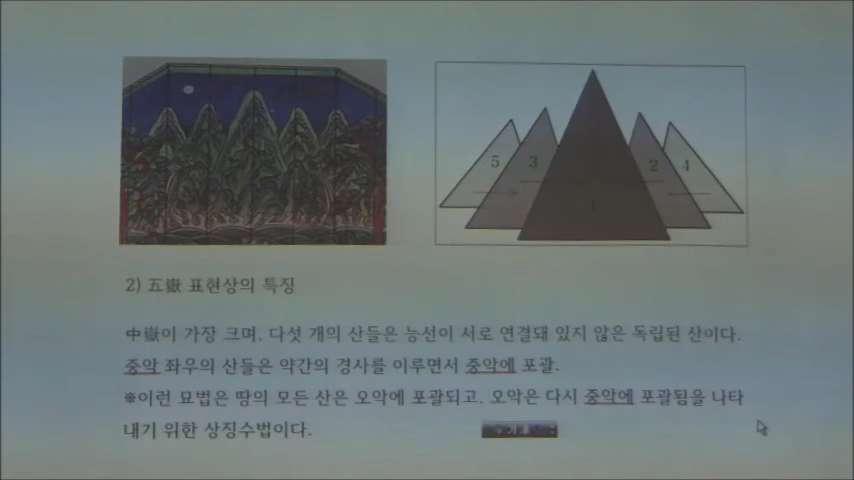 5 3 1 2 4
2) 五嶽 표현상의 특징
中嶽이 가장 크며, 다섯 개의 산들은 능선이 서로 연결돼 있지 않은 독립된 산이다.
중악 좌우의 산들은 약간의 경사를 이루면서 중악에 포괄.
※이런 묘법은 땅의 모든 산은 오악에 포괄되고, 오악은 다시 중악에 포괄됨을 나타
내기 위한 상징수법이다.